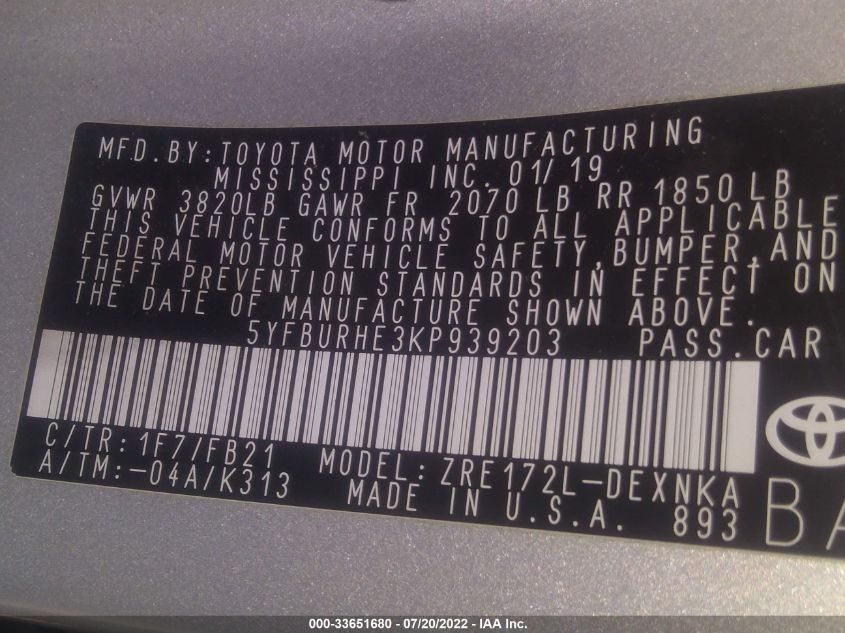 MFD.BY:TOYOTA MOTOR MANUFACTURING
MISSISSIPPI INC. 01/19
GVWR 3820LB GAWR FR 2070 LB RR 1850LB
THIS VEHICLE CONFORMS TO ALL APPLICABLE
FEDERAL MOTOR VEHICLE SAFETY,BUMPER,AND
THEFT PREVENTION STANDARDS IN EFFECT ON
THE DATE OF MANUFACTURE SHOWN ABOVE.
5YFBURHE3KP939203 PASS.CAR
C/TR: 1F7/FB21 MODEL: ZRE172L-DEXNKA
A/TM:-04A/K313 MADE IN U.S.A. 893 BA
000-33651680 - 07/20/2022 - IAA Inc.